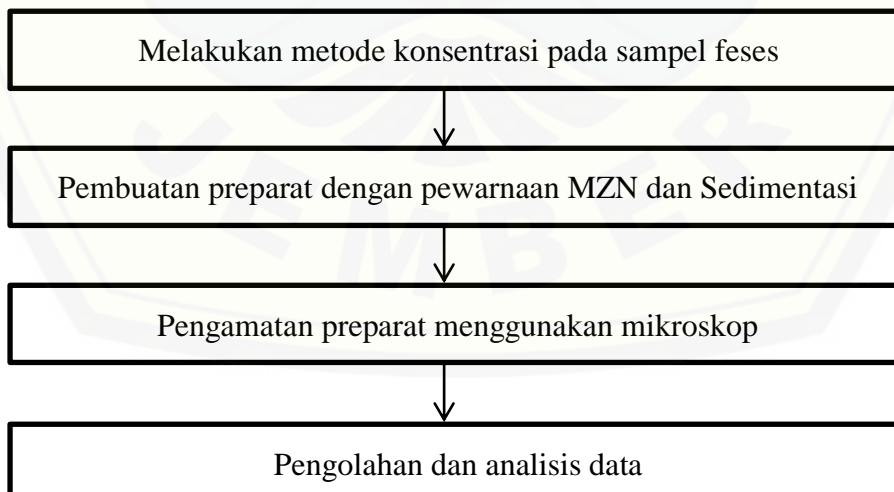 Melakukan metode konsentrasi pada sampel feses
Pembuatan preparat dengan pewarnaan MZN dan Sedimentasi
JEMBER
Pengamatan preparat menggunakan mikroskop
Pengolahan dan analisis data